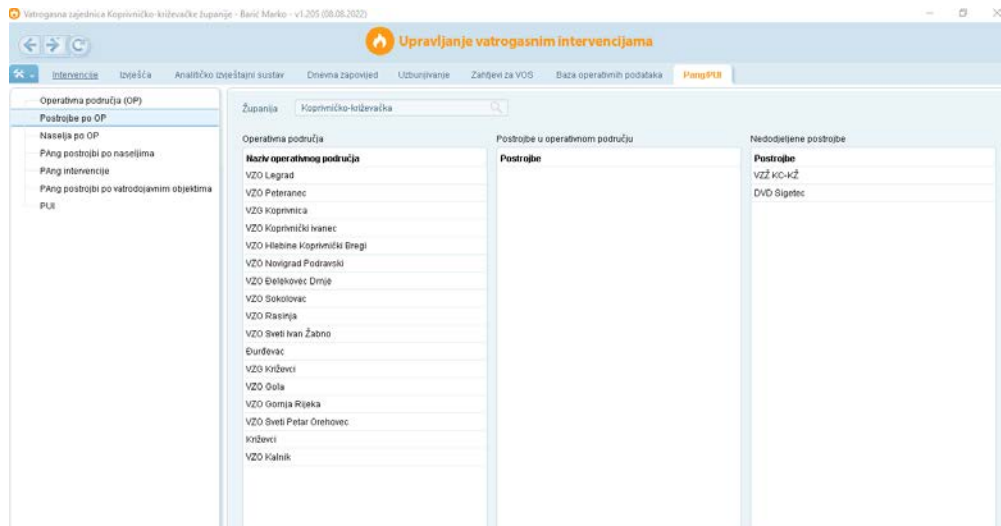 Vatrogasna zajednica Koprivničko-križevačke županije - Barić Marko - v1.205 (08.08.2022)
Upravljanje vatrogasnim intervencijama
Intervencije Izvješća Analitičko izvještajni sustav Dnevna zapovijed Uzbunjivanje Zahtjevi za VOS Baza operativnih podataka Pang/PUI
Operativna područja (OP)
Postrojbe po OP
Naselja po OP
PAng postrojbi po naseljima
PAng intervencije
PAng postrojbi po vatrodojavnim objektima
PUI
Županija Koprivničko-križevačka
Operativna područja
Naziv operativnog područja
VZO Legrad
VZO Peteranec
VZG Koprivnica
VZO Koprivnički Ivanec
VZO Hlebine Koprivnički Bregi
VZO Novigrad Podravski
VZO Đelekovec Drnje
VZO Sokolovac
VZO Rasinja
VZO Sveti Ivan Žabno
Đurđevac
VZG Križevci
VZO Gola
VZO Gornja Rijeka
VZO Sveti Petar Orehovec
Križevci
VZO Kalnik
Postrojbe u operativnom području
Postrojbe
Nedodjeljene postrojbe
Postrojbe
VZŽ KC-KŽ
DVD Sigetec